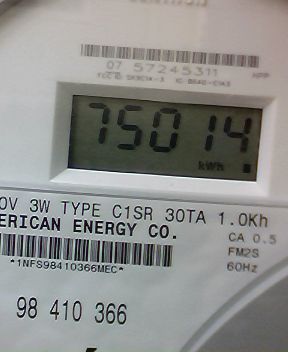 07 57245311
HPP
75014
kWh
0V 3W TYPE C1SR 30TA 1.0Kh
ERICAN ENERGY CO.
CA 0.5
FM2S
60Hz
*1NFS98410366MEC*
98 410 366